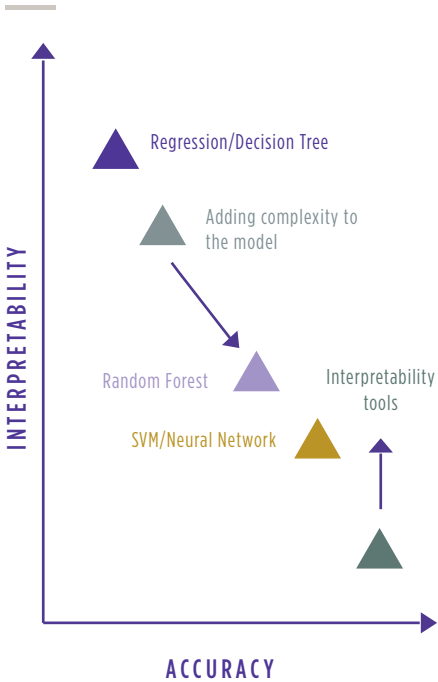 Regression/Decision Tree
Adding complexity to
the model
Random Forest
Interpretability
tools
SVM/Neural Network
INTERPRETABILITY
ACCURACY